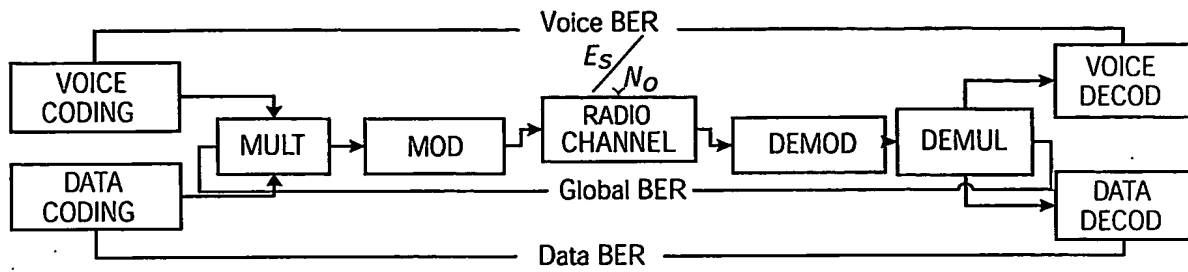 Voice BER
Es/No
VOICE
CODING
VOICE
DECOD
MULT
MOD
RADIO
CHANNEL
DEMOD
DEMUL
DATA
CODING
Global BER
DATA
DECOD
Data BER